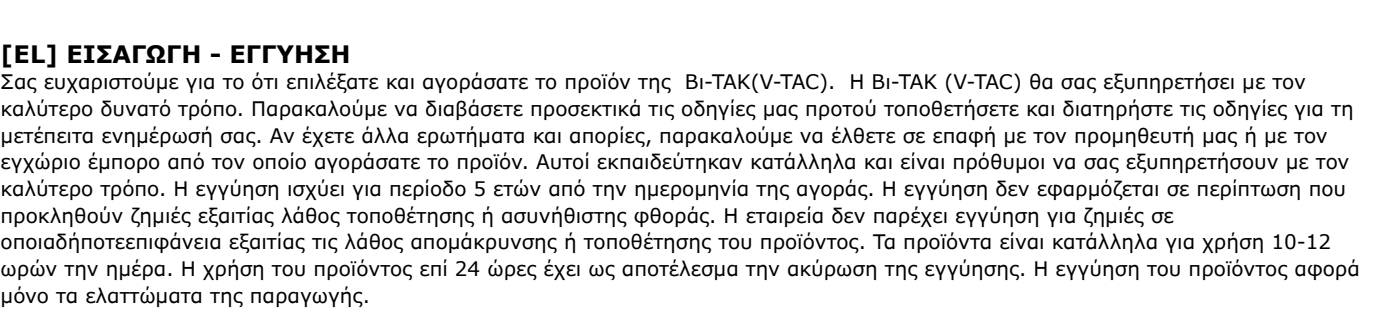 [EL] ΕΙΣΑΓΩΓΗ - ΕΓΓΥΗΣΗ
Σας ευχαριστούμε για το ότι επιλέξατε και αγοράσατε το προϊόν της  Βι-ΤΑΚ(V-TAC).  Η Βι-ΤΑΚ (V-TAC) θα σας εξυπηρετήσει με τον
καλύτερο δυνατό τρόπο. Παρακαλούμε να διαβάσετε προσεκτικά τις οδηγίες μας προτού τοποθετήσετε και διατηρήστε τις οδηγίες για τη
μετέπειτα ενημέρωσή σας. Αν έχετε άλλα ερωτήματα και απορίες, παρακαλούμε να έλθετε σε επαφή με τον προμηθευτή μας ή με τον
εγχώριο έμπορο από τον οποίο αγοράσατε το προϊόν. Αυτοί εκπαιδεύτηκαν κατάλληλα και είναι πρόθυμοι να σας εξυπηρετήσουν με τον
καλύτερο τρόπο. Η εγγύηση ισχύει για περίοδο 5 ετών από την ημερομηνία της αγοράς. Η εγγύηση δεν εφαρμόζεται σε περίπτωση που
προκληθούν ζημιές εξαιτίας λάθος τοποθέτησης ή ασυνήθιστης φθοράς. Η εταιρεία δεν παρέχει εγγύηση για ζημιές σε
οποιαδήποτεεπιφάνεια εξαιτίας τις λάθος απομάκρυνσης ή τοποθέτησης του προϊόντος. Τα προϊόντα είναι κατάλληλα για χρήση 10-12
ωρών την ημέρα. Η χρήση του προϊόντος επί 24 ώρες έχει ως αποτέλεσμα την ακύρωση της εγγύησης. Η εγγύηση του προϊόντος αφορά
μόνο τα ελαττώματα της παραγωγής.